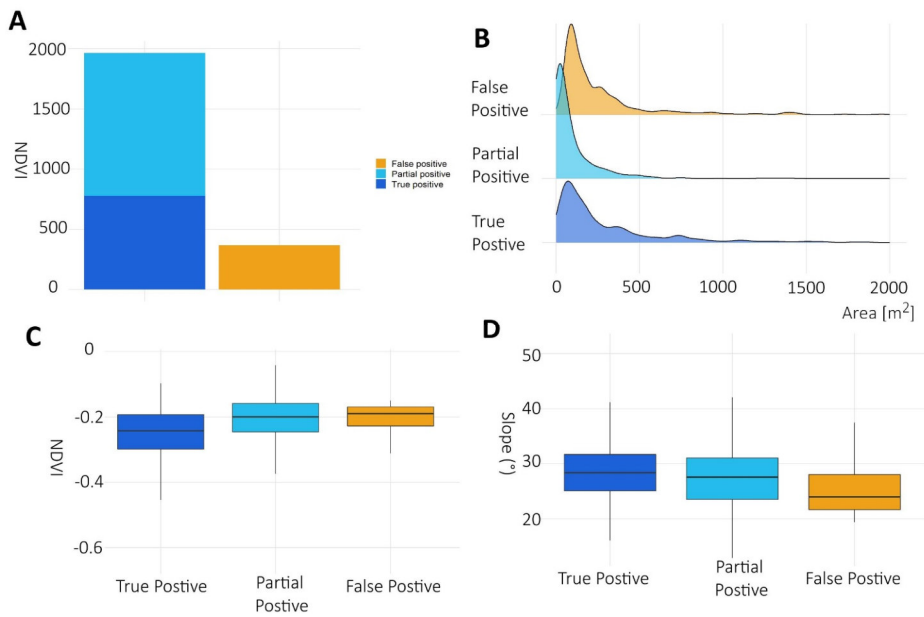 A
2000
1500
1000
500
0
NDVI
False positive
Partial positive
True positive
B
False
Positive
Partial
Positive
True
Postive
0
500
1000
1500
2000
Area [m²]
C
0
-0.2
-0.4
-0.6
NDVI
True Postive
Partial
Postive
False Positive
D
50
40
30
20
Slope (°)
True Postive
Partial
Postive
False Positive